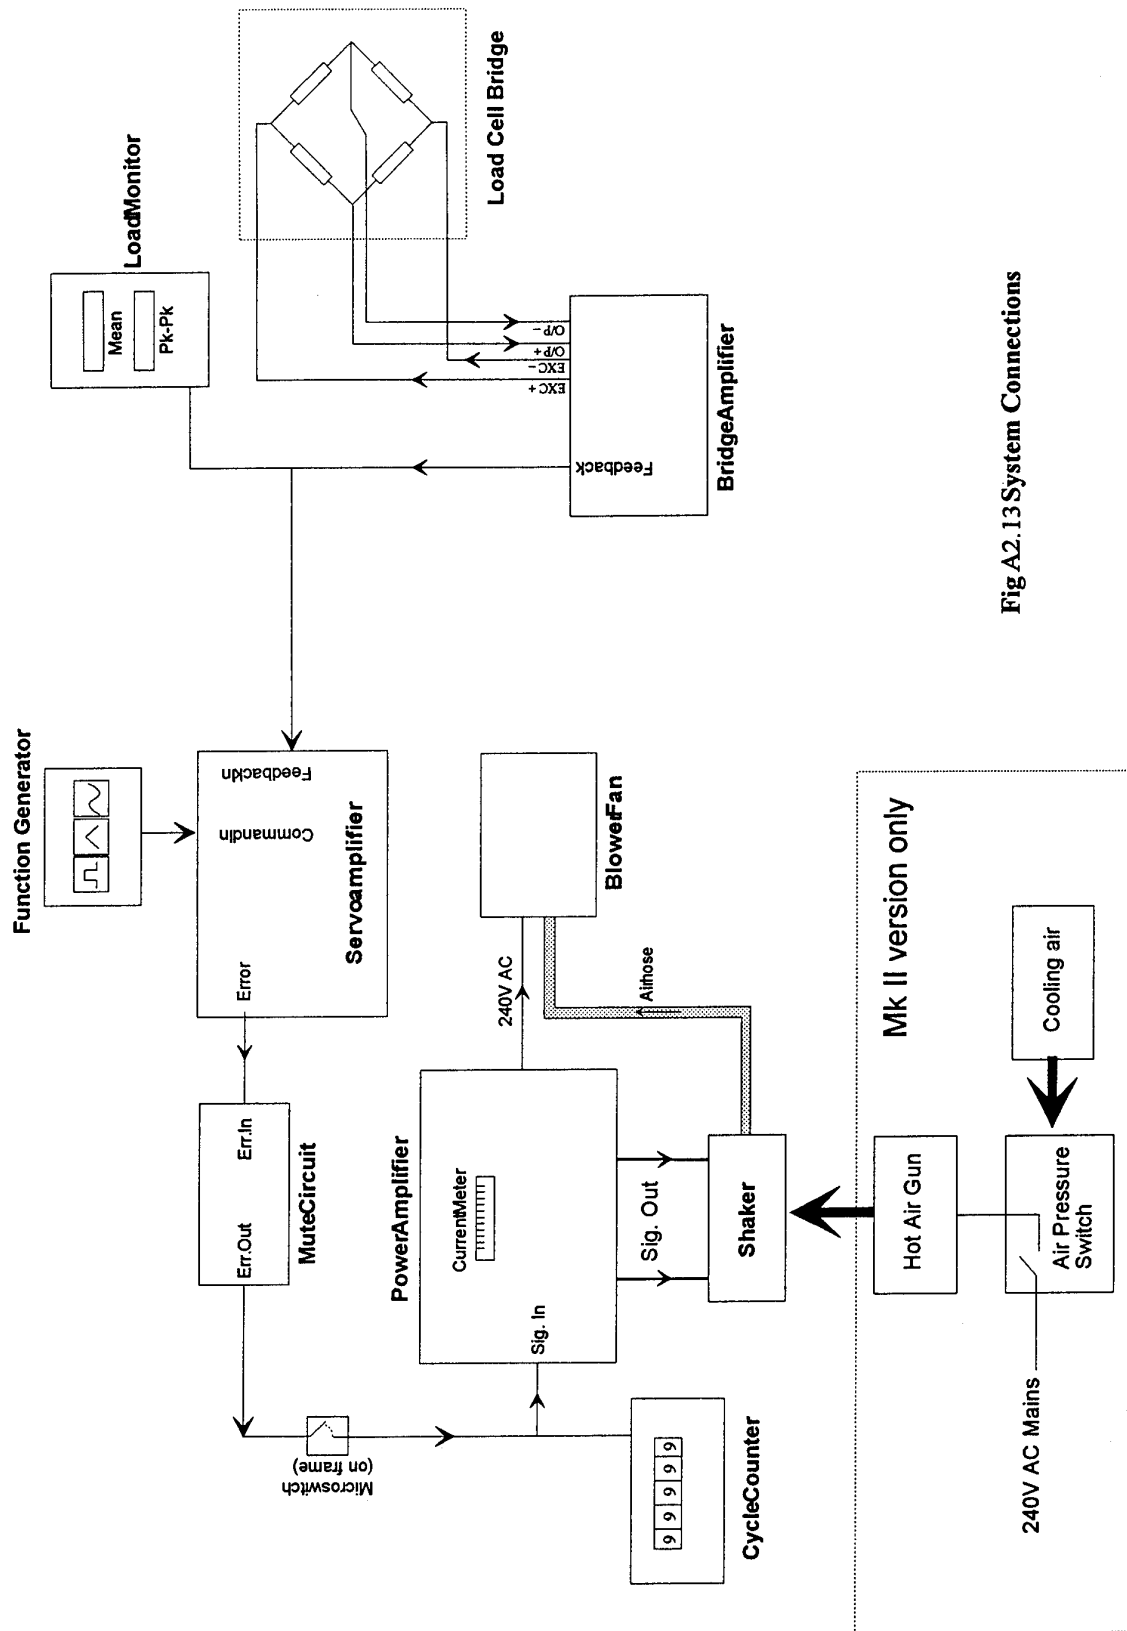 Function Generator
LoadMonitor
Mean
Pk-Pk
Load Cell Bridge
FeedbackIn
CommandIn
Servoamplifier
Error
Feedback
EXC+
EXC-
O/P+
O/P-
BridgeAmplifier
Err.Out
Err.In
MuteCircuit
Microswitch
(on frame)
PowerAmplifier
CurrentMeter
Sig. In
Sig. Out
240V AC
BlowerFan
Airhose
9 9 9 9 9
CycleCounter
Shaker
Mk II version only
Hot Air Gun
Cooling air
Air Pressure
Switch
240V AC Mains
Fig A2.13 System Connections